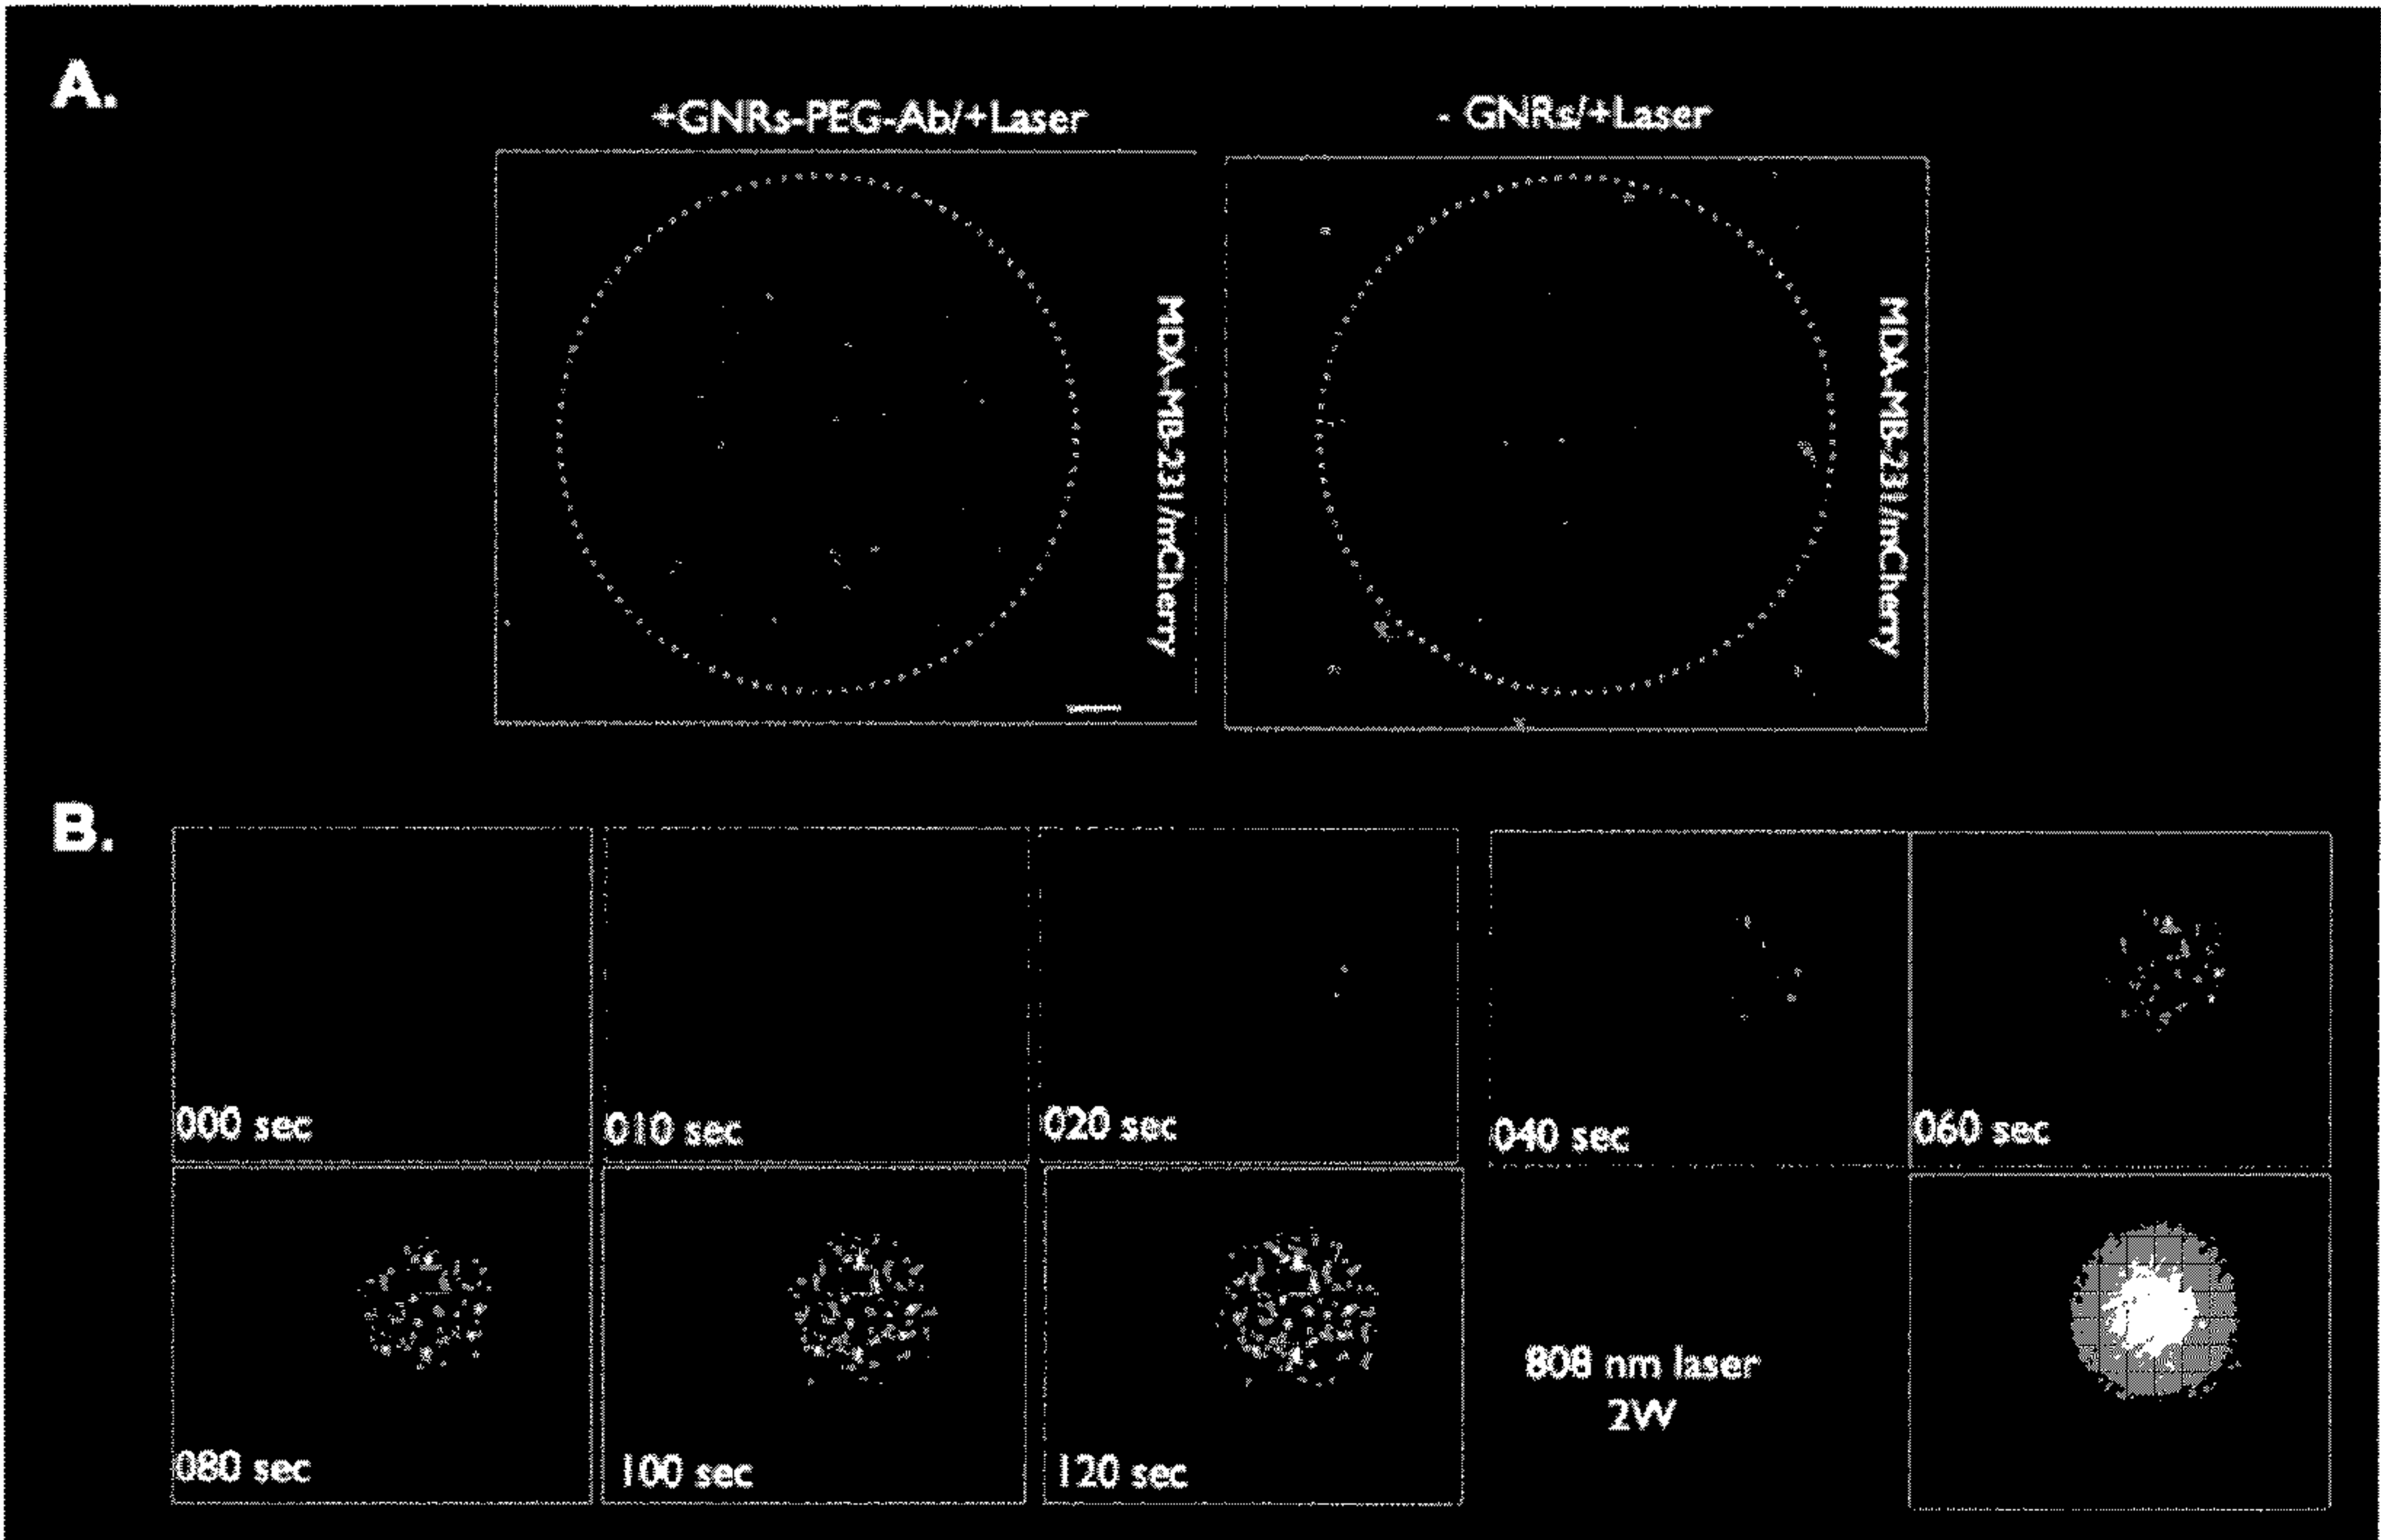 A.
+GNRs-PEG-Ab/+Laser
- GNRs/+Laser
MDA-MB-231/mCherry
MDA-MB-231/mCherry
B.
000 sec
010 sec
020 sec
040 sec
060 sec
080 sec
100 sec
120 sec
808 nm laser
2W